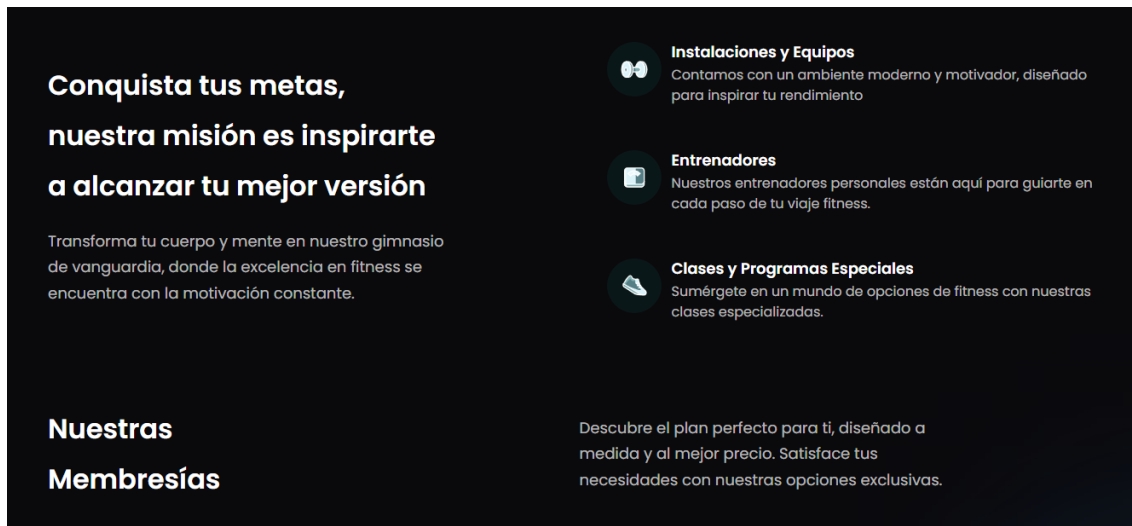 Conquista tus metas,
nuestra misión es inspirarte
a alcanzar tu mejor versión
Transforma tu cuerpo y mente en nuestro gimnasio
de vanguardia, donde la excelencia en fitness se
encuentra con la motivación constante.
Instalaciones y Equipos
Contamos con un ambiente moderno y motivador, diseñado
para inspirar tu rendimiento
Entrenadores
Nuestros entrenadores personales están aquí para guiarte en
cada paso de tu viaje fitness.
Clases y Programas Especiales
Sumérgete en un mundo de opciones de fitness con nuestras
clases especializadas.
Nuestras
Membresías
Descubre el plan perfecto para ti, diseñado a
medida y al mejor precio. Satisface tus
necesidades con nuestras opciones exclusivas.